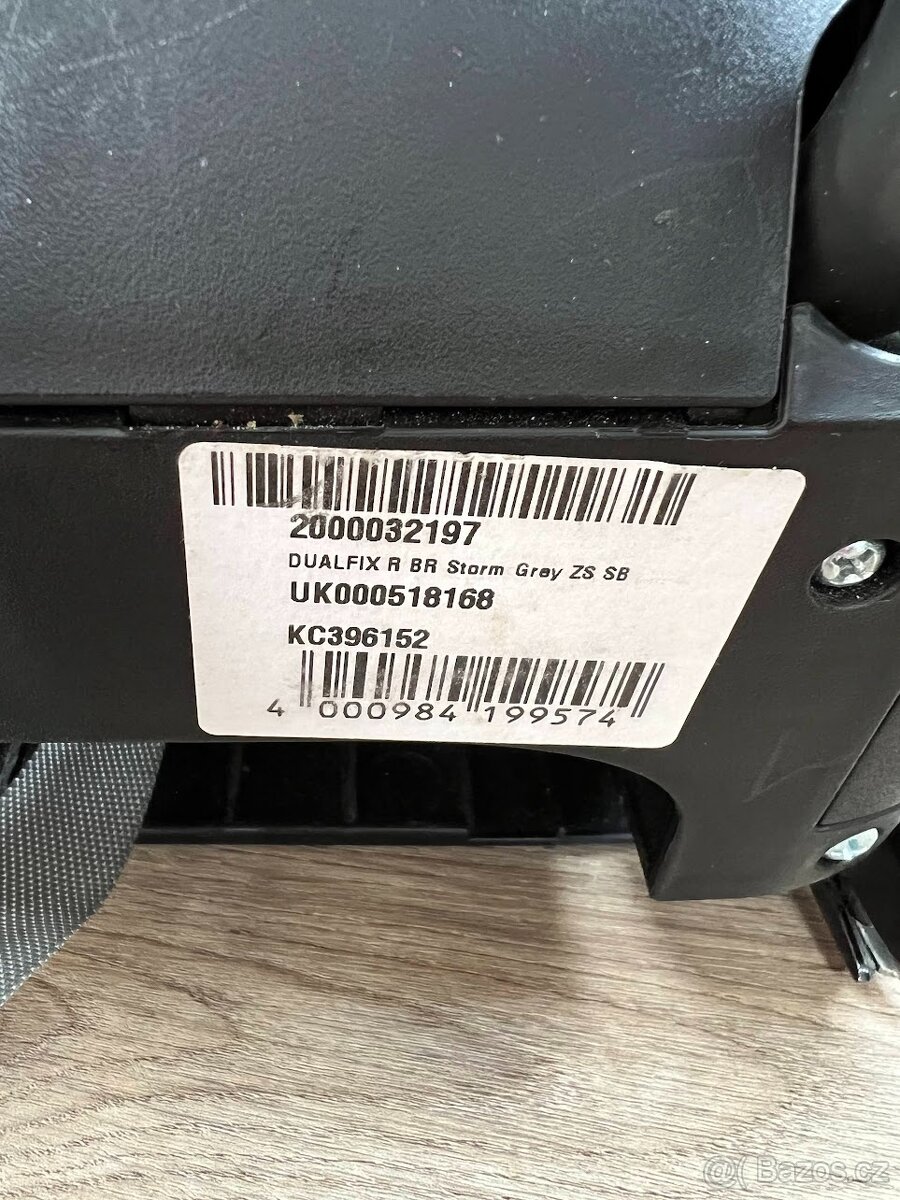 2000032197
DUALFIX R BR Storm Grey ZS SB
UK000518168
KC396152
4 000984 199574
@( Bazos.cz